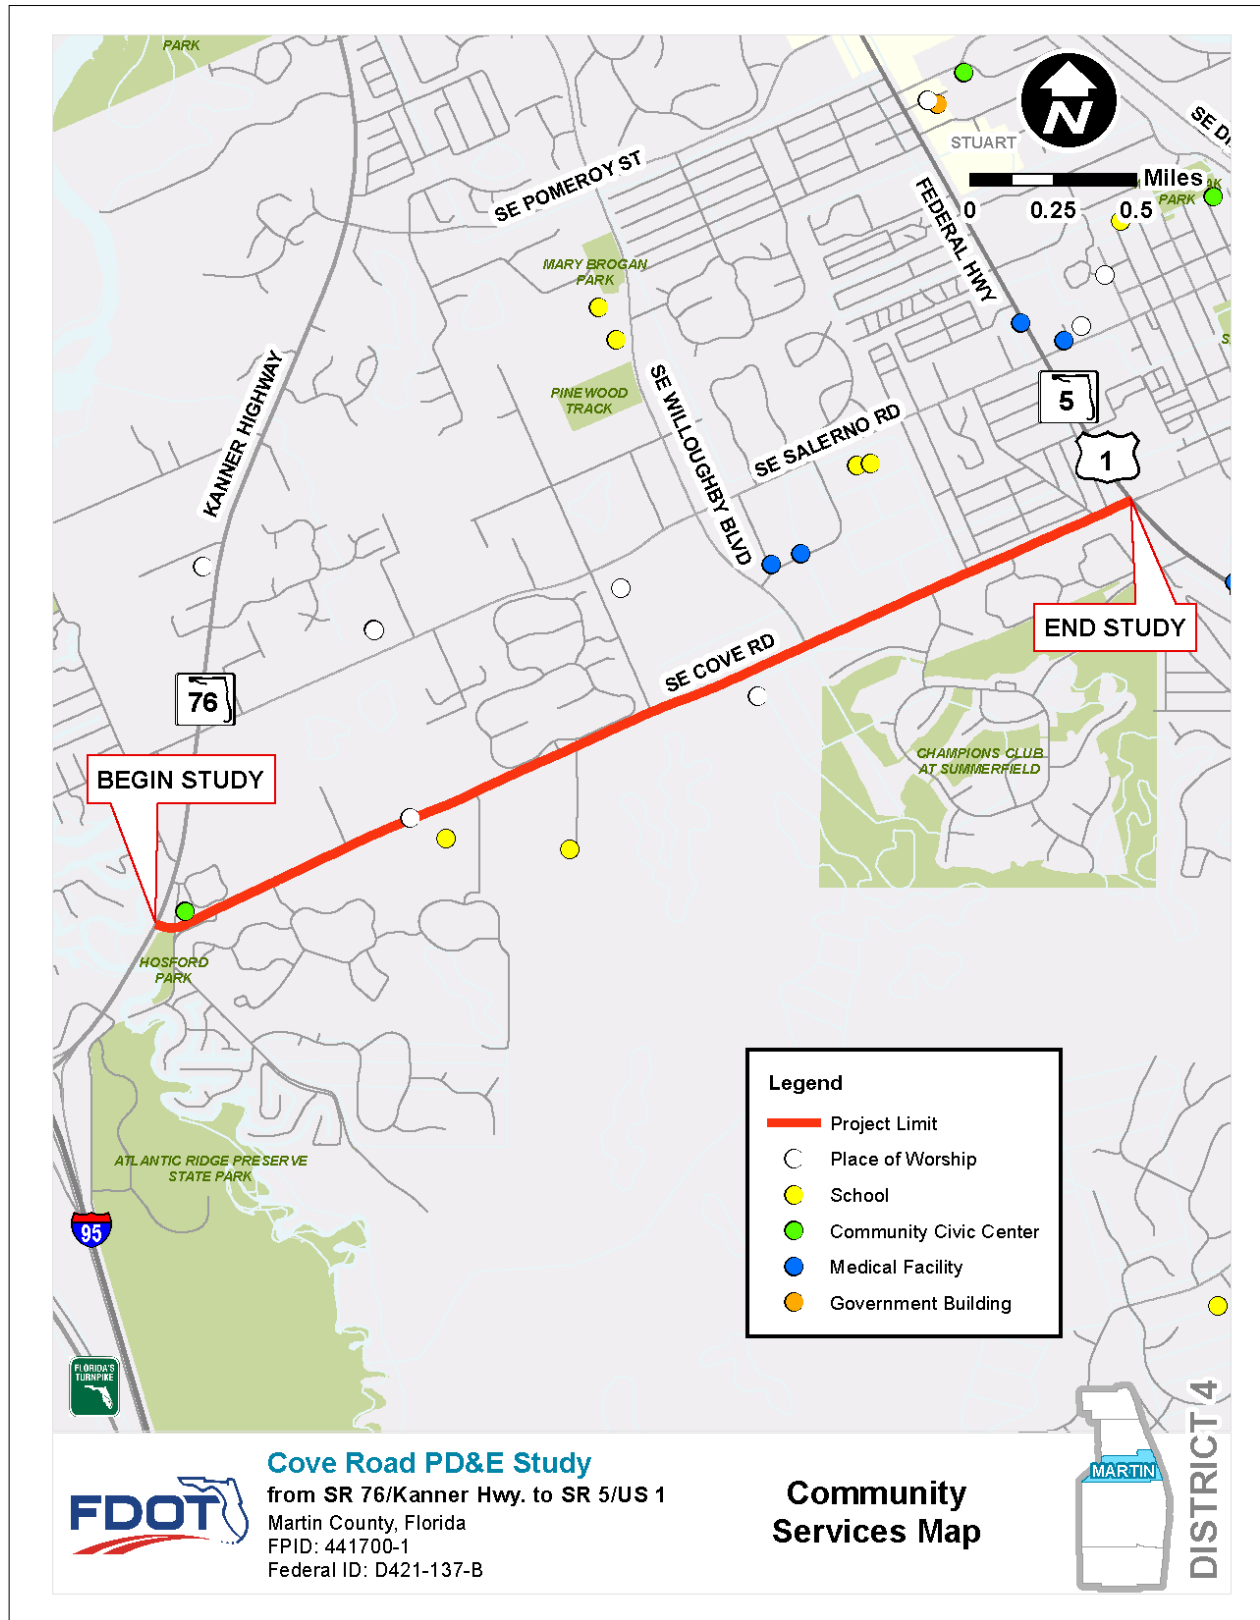 PARK
SE POMEROY ST
STUART
SE DI
N
Miles
0 0.25 0.5
PARK
FEDERAL HWY
MARY BROGAN
PARK
KANNER HIGHWAY
PINEWOOD
TRACK
SE WILLOUGHBY BLVD
SE SALERNO RD
5
1
END STUDY
SE COVE RD
76
BEGIN STUDY
CHAMPIONS CLUB
AT SUMMERFIELD
HOSFORD
PARK
ATLANTIC RIDGE PRESERVE
STATE PARK
95
FLORIDA'S
TURNPIKE
Legend
Project Limit
Place of Worship
School
Community Civic Center
Medical Facility
Government Building
FDOT
Cove Road PD&E Study
from SR 76/Kanner Hwy. to SR 5/US 1
Martin County, Florida
FPID: 441700-1
Federal ID: D421-137-B
Community
Services Map
MARTIN
DISTRICT 4